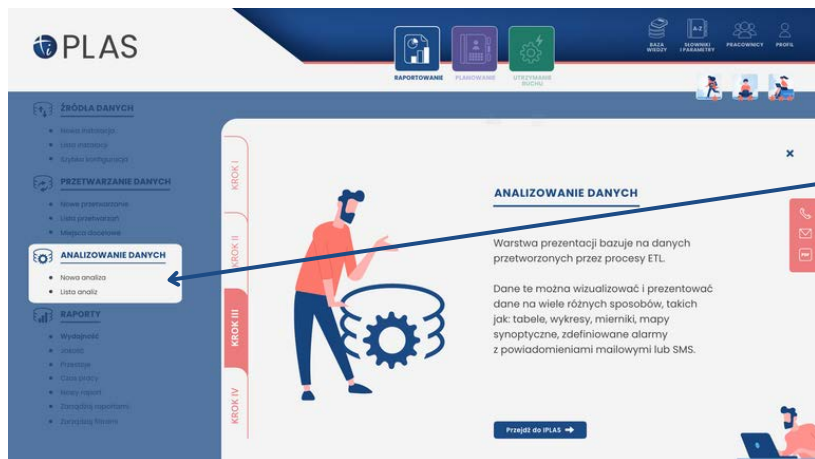 PLAS
RAPORTOWANIE
PLANOWANIE
UTRZYMANIE
RUCHU
BAZA
WIEDZY
A-Z
SŁOWNIKI
I PARAMETRY
PRACOWNICY
PROFIL
ŹRÓDŁA DANYCH
Nowa instalacja
Lista instalacji
Szybka konfiguracja
PRZETWARZANIE DANYCH
Nowe przetwarzanie
Lista przetwarzań
Miejsca docelowe
ANALIZOWANIE DANYCH
Nowa analiza
Lista analiz
RAPORTY
Wydajność
Jakość
Przestoje
Czas pracy
Nowy raport
Zarządzaj raportami
KROK I
KROK II
KROK III
KROK IV
ANALIZOWANIE DANYCH
Warstwa prezentacji bazuje na danych
przetworzonych przez procesy ETL.
Dane te można wizualizować i prezentować
dane na wiele różnych sposobów, takich
jak: tabele, wykresy, mierniki, mapy
synoptyczne, zdefiniowane alarmy
z powiadomieniami mailowymi lub SMS.
Przejdź do IPLAS
PDF